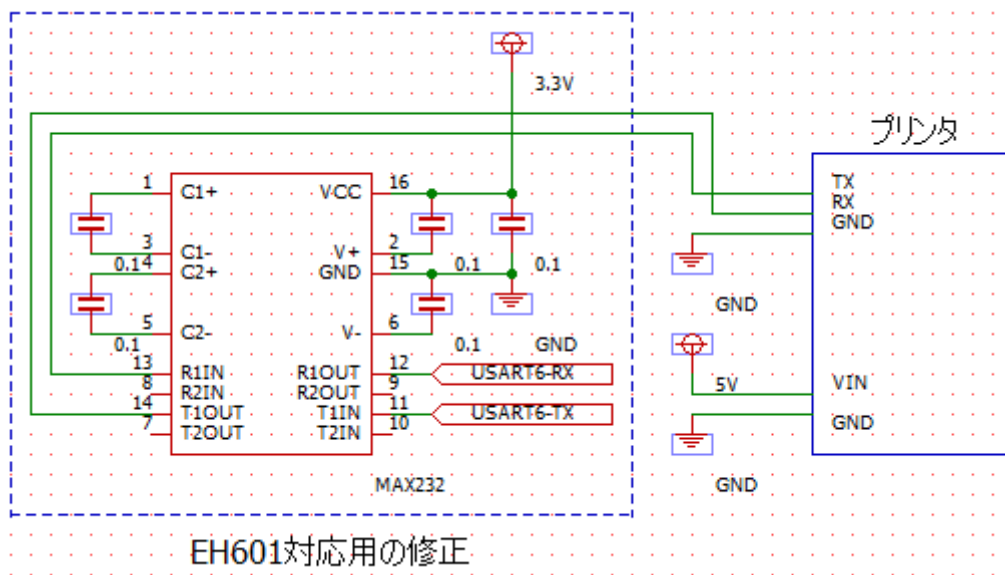 3.3V
プリンタ
1 C1+ VCC 16
3 C1- V+ 2
0.1 4 C2+ GND 15 0.1 0.1
5 C2- V- 6
0.1 0.1 GND
13 R1IN R1OUT 12 USART6-RX
8 R2IN R2OUT 9
14 T1OUT T1IN 11 USART6-TX
7 T2OUT T2IN 10
MAX232
TX
RX
GND
GND
5V
VIN
GND
GND
EH601対応用の修正